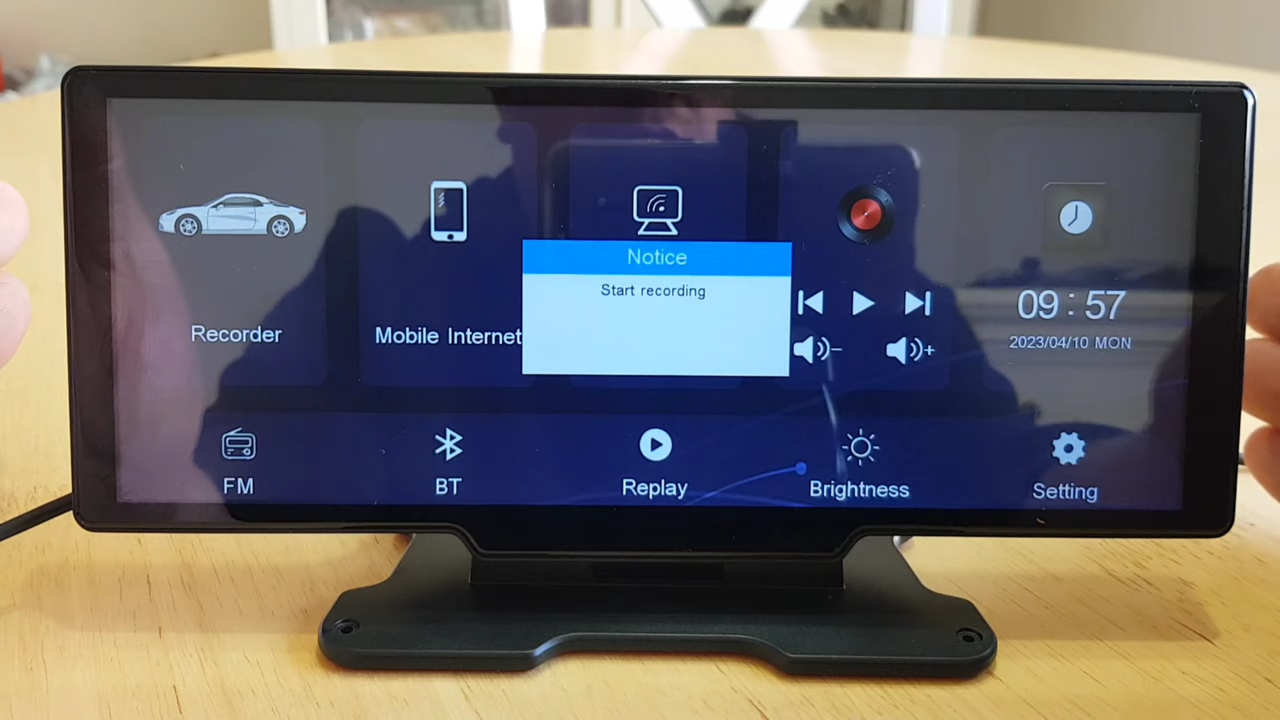 Notice
Start recording
Recorder
Mobile Internet
09:57
2023/04/10 MON
FM
BT
Replay
Brightness
Setting